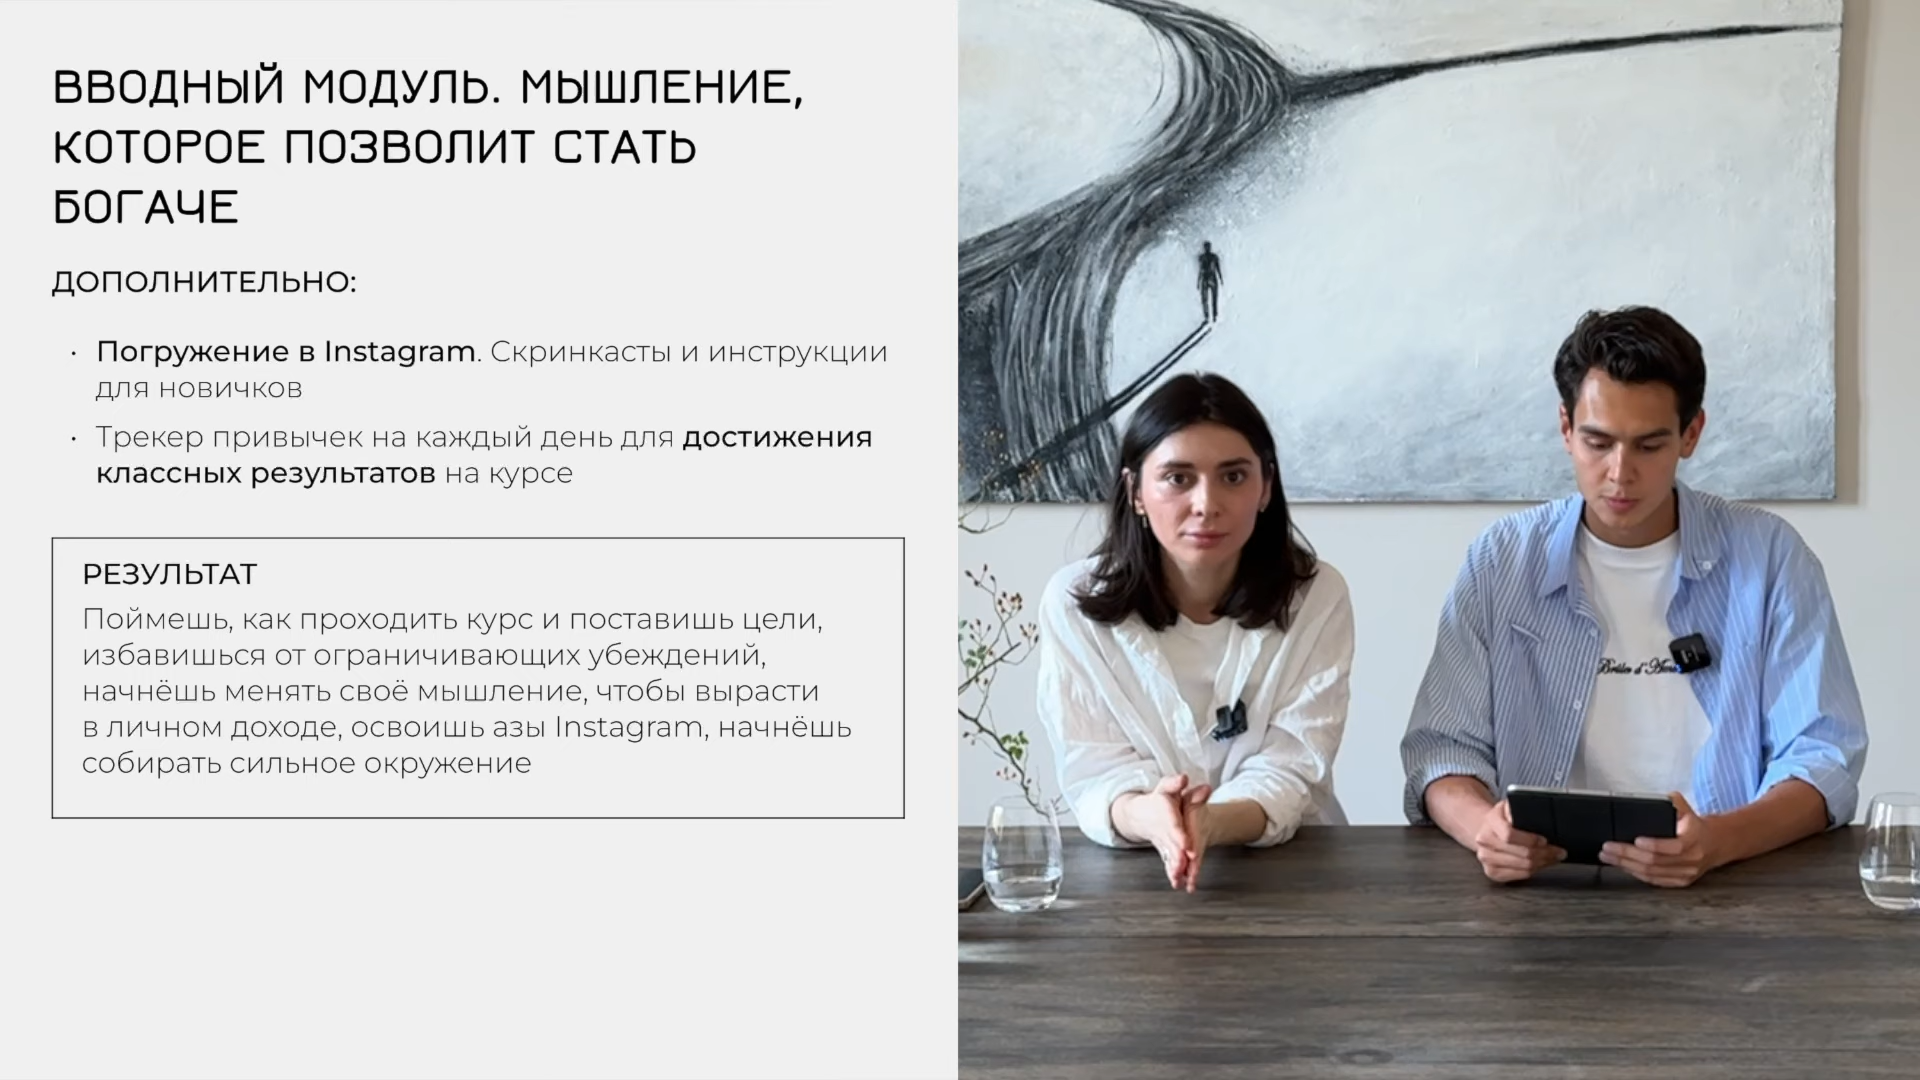 ВВОДНЫЙ МОДУЛЬ. МЫШЛЕНИЕ,
КОТОРОЕ ПОЗВОЛИТ СТАТЬ
БОГАЧЕ
ДОПОЛНИТЕЛЬНО:
• Погружение в Instagram. Скринкасты и инструкции
для новичков
• Трекер привычек на каждый день для достижения
классных результатов на курсе
РЕЗУЛЬТАТ
Поймешь, как проходить курс и поставишь цели,
избавишься от ограничивающих убеждений,
начнёшь менять своё мышление, чтобы вырасти
в личном доходе, освоишь азы Instagram, начнёшь
собирать сильное окружение